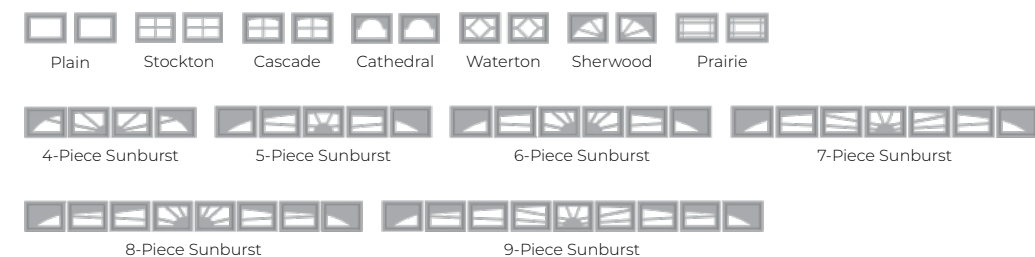 Plain
Stockton
Cascade
Cathedral
Waterton
Sherwood
Prairie
4-Piece Sunburst
5-Piece Sunburst
6-Piece Sunburst
7-Piece Sunburst
8-Piece Sunburst
9-Piece Sunburst